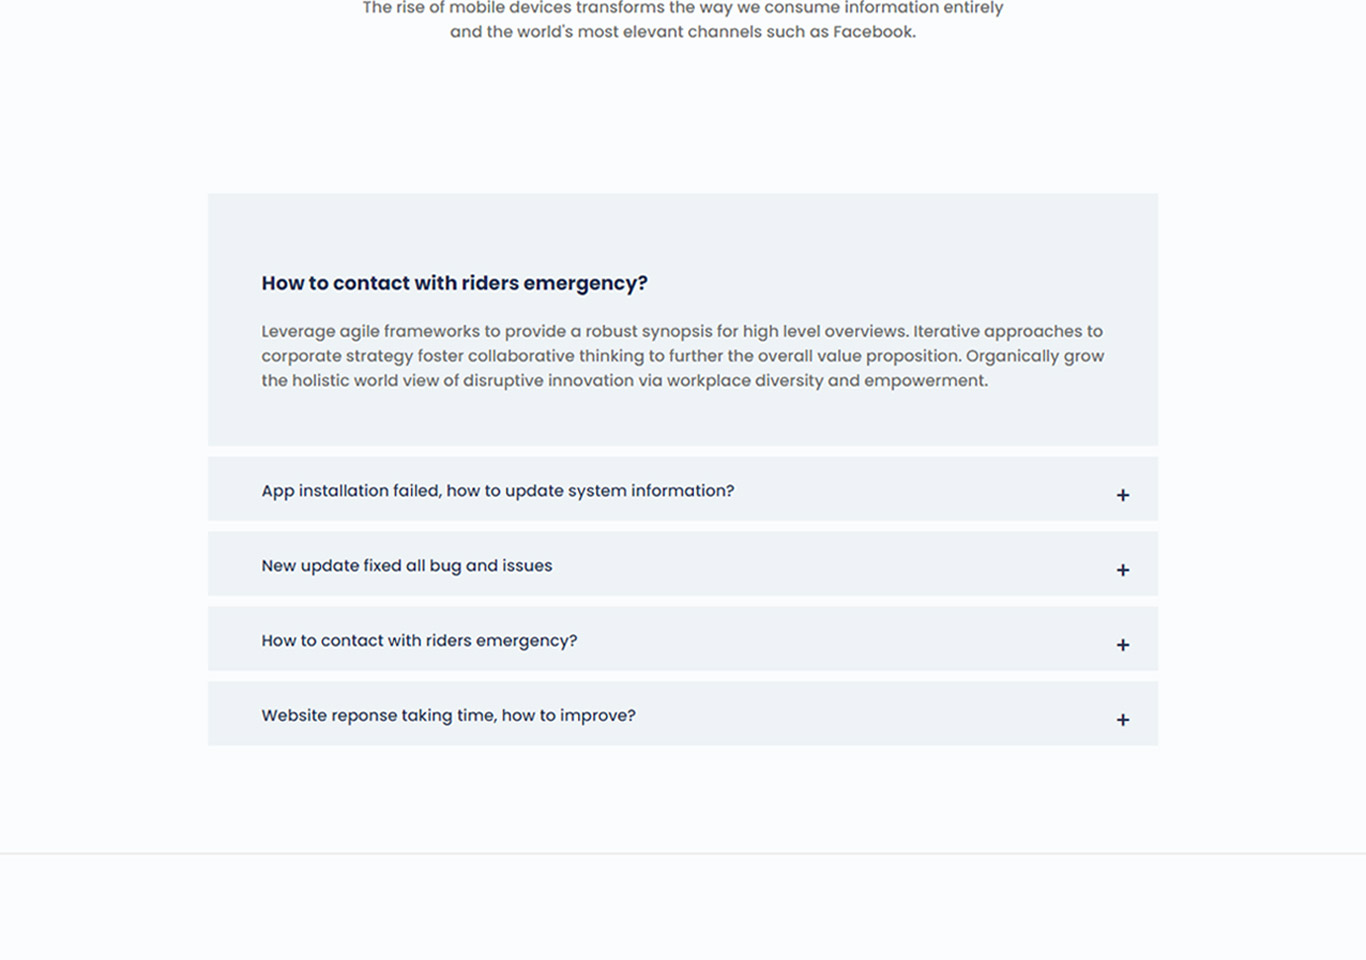 The rise of mobile devices transforms the way we consume information entirely
and the world's most elevant channels such as Facebook.
How to contact with riders emergency?
Leverage agile frameworks to provide a robust synopsis for high level overviews. Iterative approaches to
corporate strategy foster collaborative thinking to further the overall value proposition. Organically grow
the holistic world view of disruptive innovation via workplace diversity and empowerment.
App installation failed, how to update system information?
+
New update fixed all bug and issues
+
How to contact with riders emergency?
+
Website reponse taking time, how to improve?
+